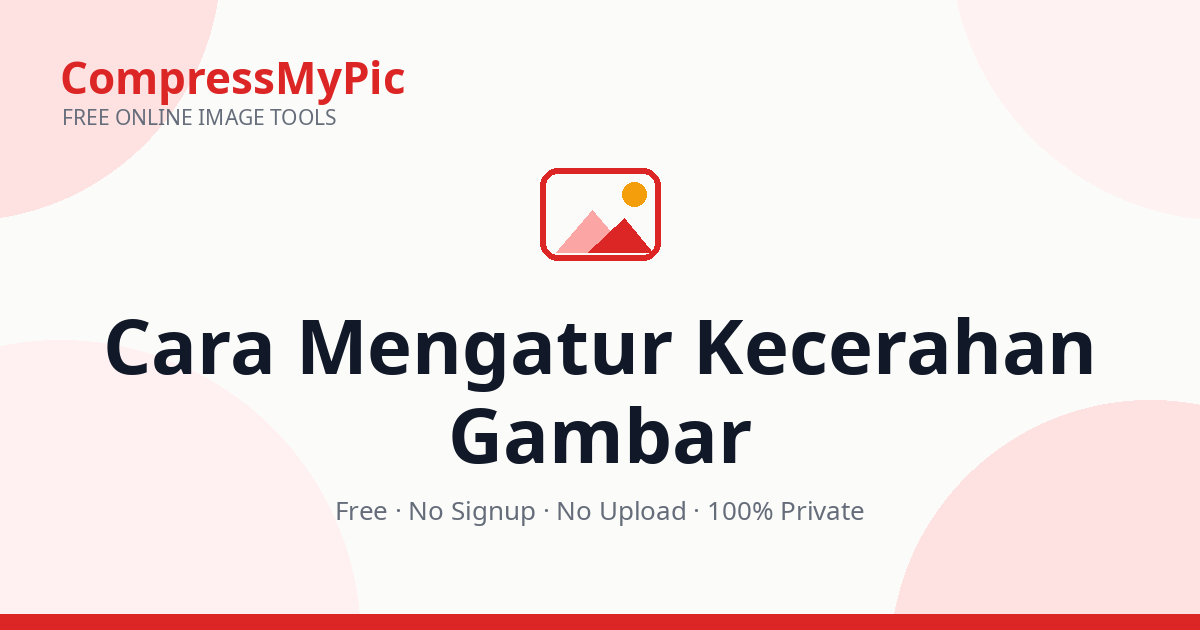 CompressMyPic
FREE ONLINE IMAGE TOOLS
Cara Mengatur Kecerahan
Gambar
Free · No Signup · No Upload · 100% Private